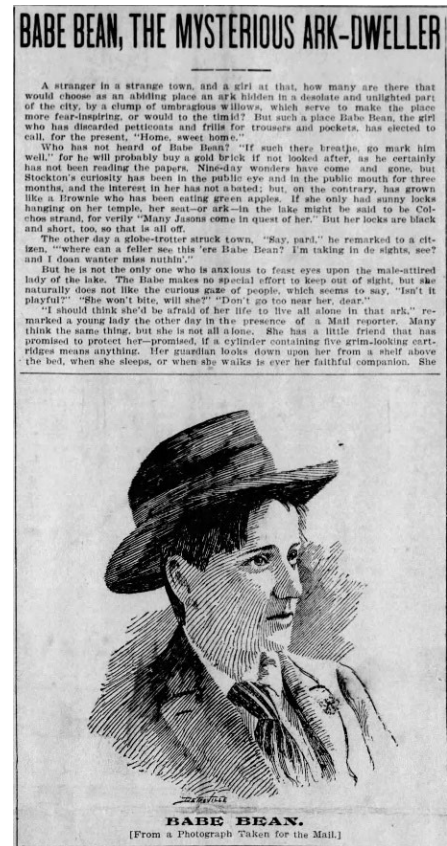 BABE BEAN, THE MYSTERIOUS ARK-DWELLER
A stranger in a strange town, and a girl at that, how many are there that
would choose as an abiding place an ark hidden in a desolate and unlighted part
of the city, by a clump of umbrageous willows, which serve to make the place
more fear-inspiring, or would to the timid? But such a place Babe Bean, the girl
who has discarded petticoats and frills for trousers and pockets, has elected to
call, for the present, "Home, sweet home."
Who has not heard of Babe Bean? "If such there breathe, go mark him
well," for he will probably buy a gold brick if not looked after, as he certainly
has not been reading the papers. Nine-day wonders have come and gone, but
Stockton's curiosity has been in the public eye and in the public mouth for three
months, and the interest in her has not abated; but, on the contrary, has grown
like a Brownie who has been eating green apples. If she only had sunny locks
hanging on her temple, her seat—or ark—in the lake might be said to be Col-
chos strand, for verily "Many Jasons come in quest of her." But her locks are black
and short, too, so that is all off.
The other day a globe-trotter struck town, "Say, pard," he remarked to a cit-
izen, "where can a feller see this 'ere Babe Bean? I'm taking in de sights, see?
and I doan wanter miss nuthin'."
But he is not the only one who is anxious to feast eyes upon the male-attired
lady of the lake. The Babe makes no special effort to keep out of sight, but she
naturally does not like the curious gaze of people, which seems to say, "Isn't it
playful?" "She won't bite, will she?" "Don't go too near her, dear."
"I should think she'd be afraid of her life to live all alone in that ark," re-
marked a young lady the other day in the presence of a Mail reporter. Many
think the same thing, but she is not all alone. She has a little friend that has
promised to protect her—promised, if a cylinder containing five grim-looking cart-
ridges means anything. Her guardian looks down upon her from a shelf above
the bed, when she sleeps, or when she walks is ever her faithful companion. She
BABE BEAN.
[From a Photograph Taken for the Mail.]